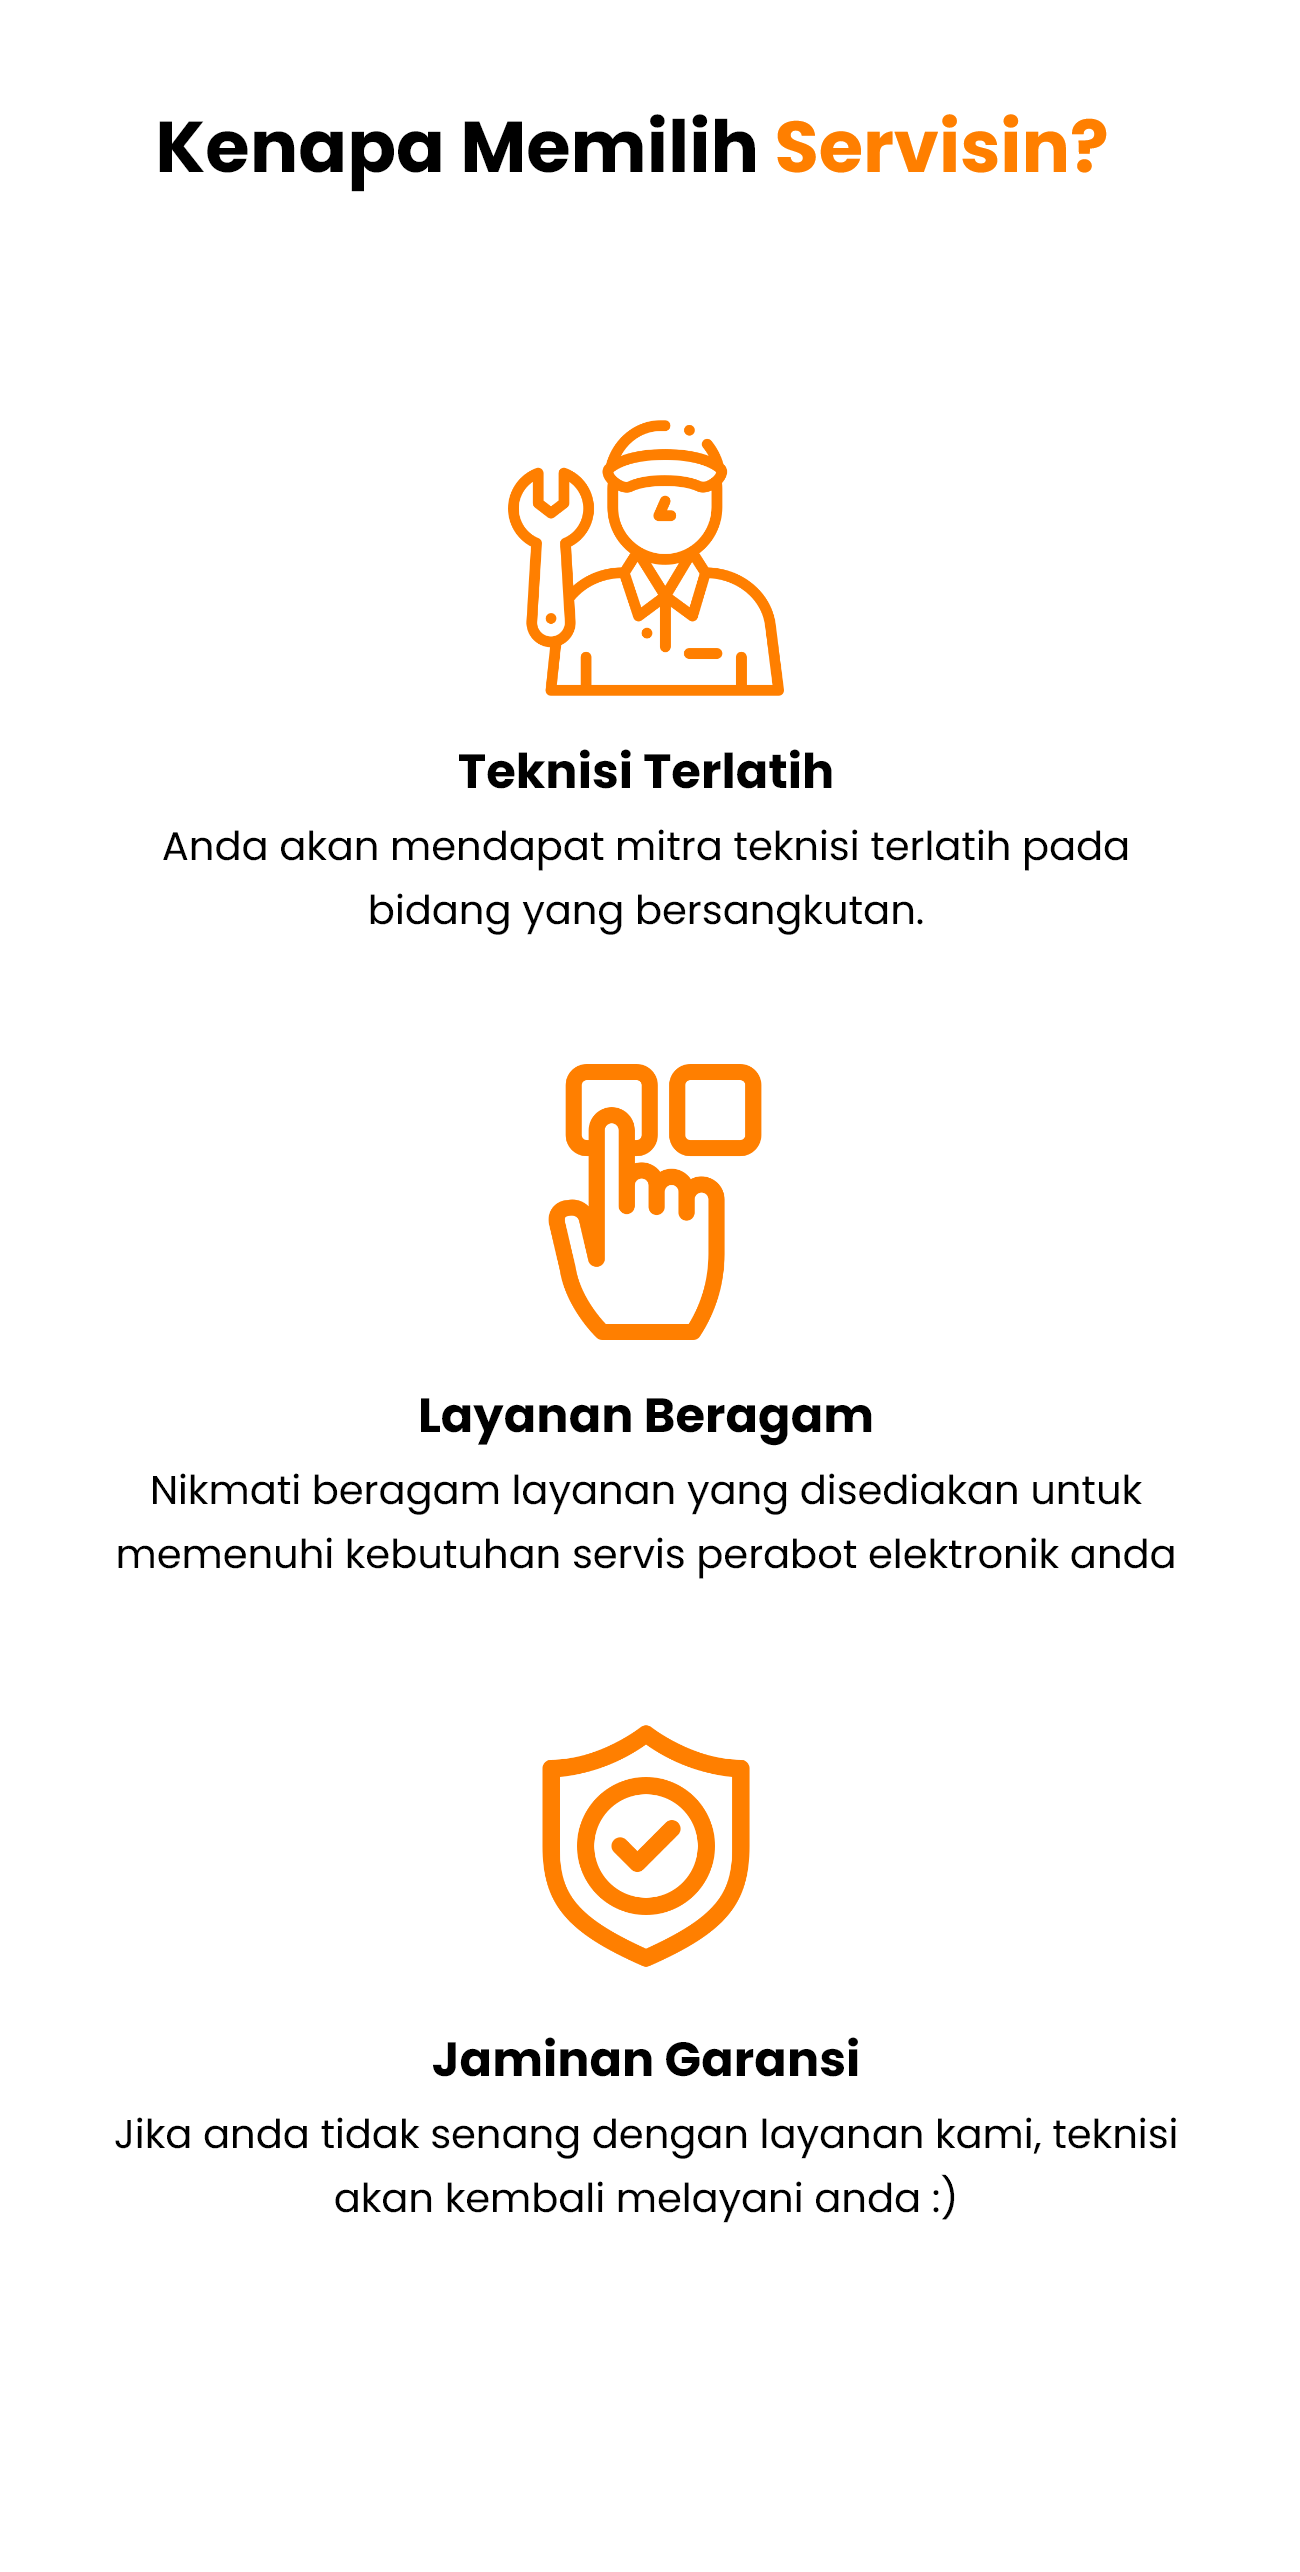 Kenapa Memilih Servisin?
Teknisi Terlatih
Anda akan mendapat mitra teknisi terlatih pada
bidang yang bersangkutan.
Layanan Beragam
Nikmati beragam layanan yang disediakan untuk
memenuhi kebutuhan servis perabot elektronik anda
Jaminan Garansi
Jika anda tidak senang dengan layanan kami, teknisi
akan kembali melayani anda :)